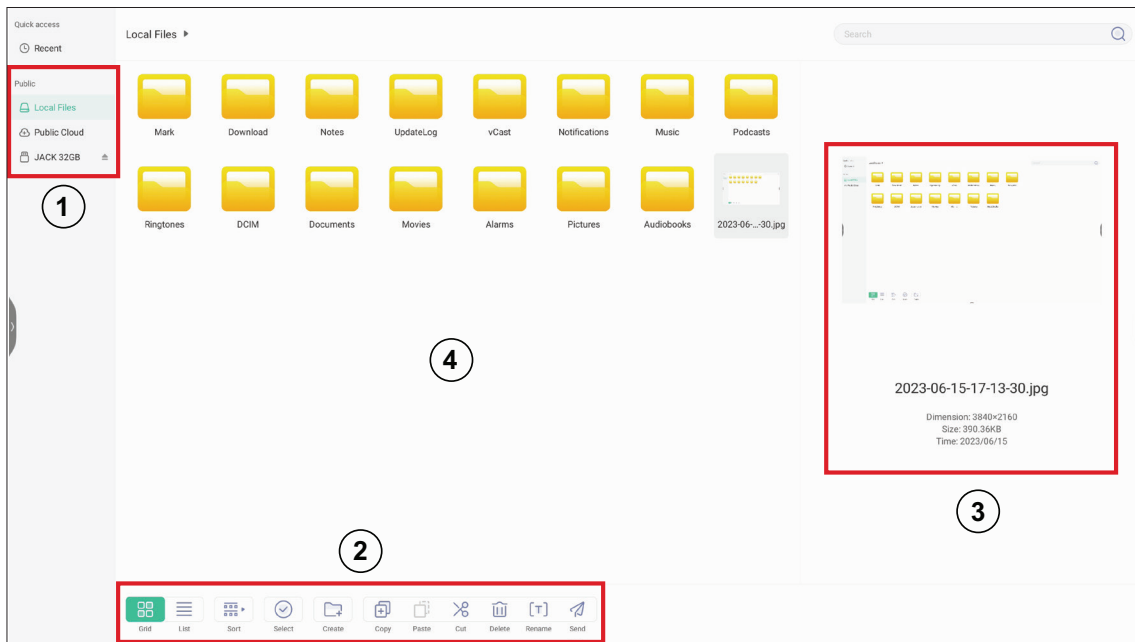 Quick access
Recent
Public
Local Files
Public Cloud
JACK 32GB
1
Local Files
Search
Mark Download Notes UpdateLog vCast Notifications Music Podcasts
Ringtones DCIM Documents Movies Alarms Pictures Audiobooks 2023-06-...-30.jpg
4
2023-06-15-17-13-30.jpg
Dimension: 3840×2160
Size: 390.36KB
Time: 2023/06/15
3
2
Grid List Sort Select Create Copy Paste Cut Delete Rename Send